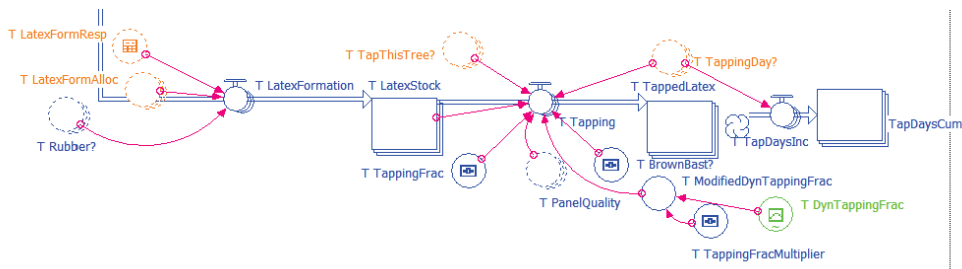 T LatexFormResp
T TapThisTree?
T TappingDay?
T LatexFormAlloc
T LatexFormation
T LatexStock
T TappedLatex
T Tapping
TapDaysCum
T Rubber?
T TapDaysInc
T TappingFrac
T BrownBast?
T PanelQuality
T ModifiedDynTappingFrac
T DynTappingFrac
T TappingFracMultiplier